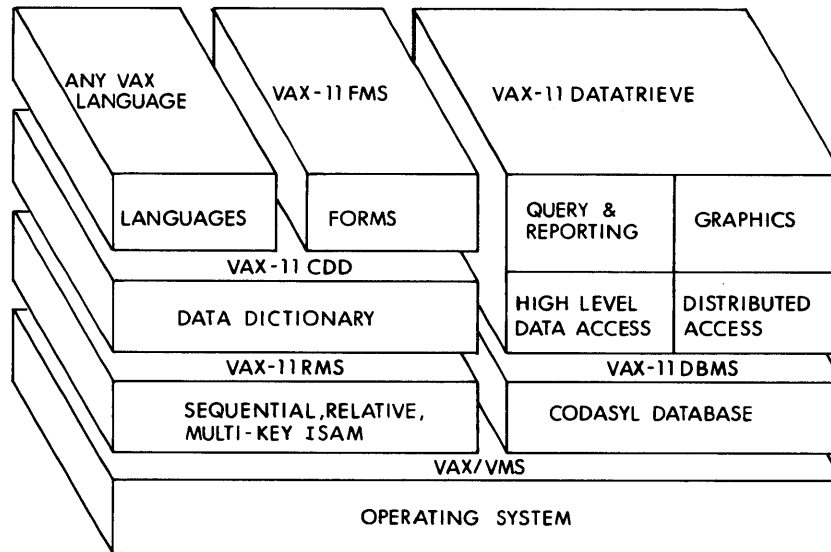 ANY VAX
LANGUAGE
VAX-11 FMS
VAX-11 DATATRIEVE
LANGUAGES
FORMS
QUERY &
REPORTING
GRAPHICS
VAX-11 CDD
DATA DICTIONARY
HIGH LEVEL
DATA ACCESS
DISTRIBUTED
ACCESS
VAX-11 RMS
VAX-11 DBMS
SEQUENTIAL, RELATIVE,
MULTI-KEY ISAM
CODASYL DATABASE
VAX/VMS
OPERATING SYSTEM